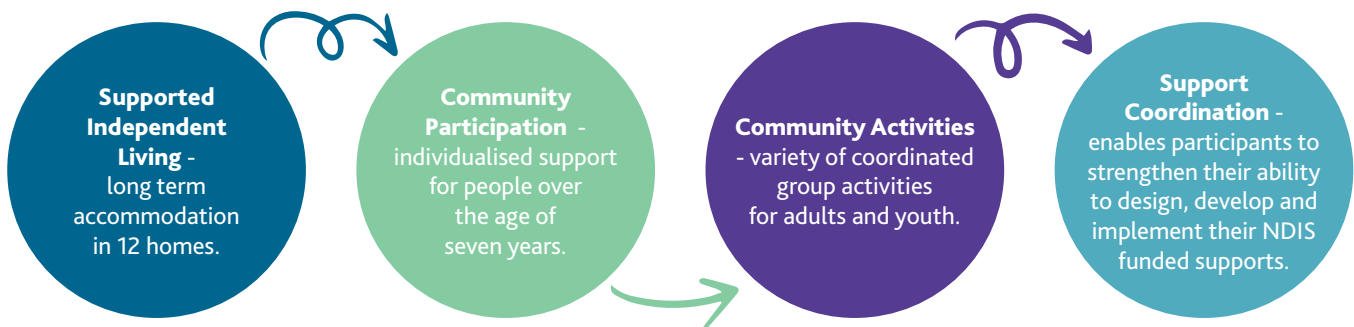 Supported
Independent
Living -
long term
accommodation
in 12 homes.
Community
Participation -
individualised support
for people over
the age of
seven years.
Community Activities
- variety of coordinated
group activities
for adults and youth.
Support
Coordination -
enables participants to
strengthen their ability
to design, develop and
implement their NDIS
funded supports.